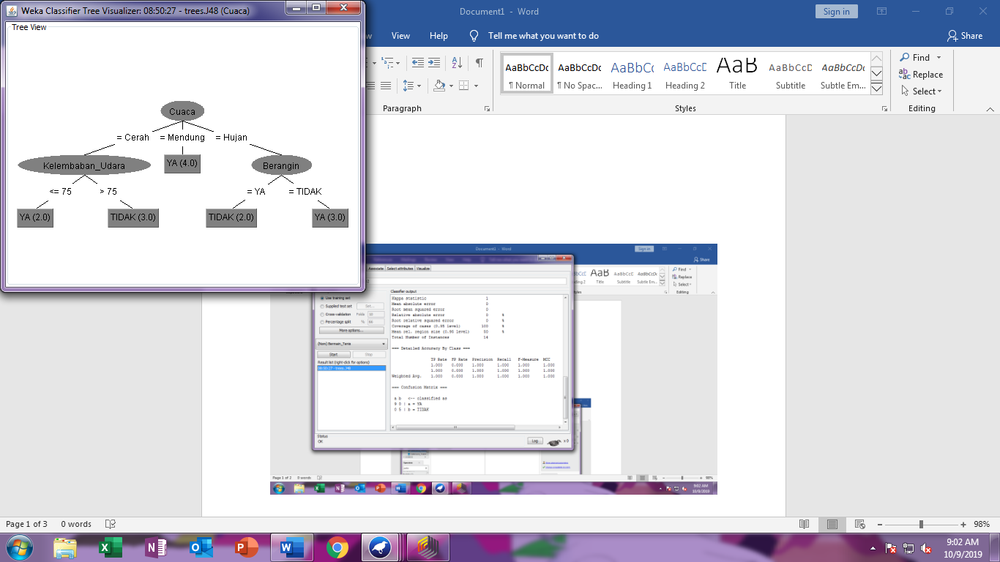 Weka Classifier Tree Visualizer: 08:50:27 - trees.J48 (Cuaca)
Tree View
Cuaca
= Cerah = Mendung = Hujan
Kelembaban_Udara YA (4.0) Berangin
<= 75 > 75 = YA = TIDAK
YA (2.0) TIDAK (3.0) TIDAK (2.0) YA (3.0)
Document1 - Word
Sign in
w View Help Tell me what you want to do Share
AaBbCcDc AaBbCcDc AaBbCc AaBbCcD AaB AaBbCcD AaBbCcDc
¶ Normal ¶ No Spac... Heading 1 Heading 2 Title Subtitle Subtle Em...
Find
Replace
Select
Paragraph Styles Editing
Document1 - Word
Sign in
Share
Find
Replace
Select
Title Subtitle Subtle Em...
Editing
Associate Select attributes Visualize
Use training set
Supplied test set Set...
Cross-validation Folds 10
Percentage split % 66
More options...
(Nom) Bermain_Tenis
Start Stop
Result list (right-click for options)
08:50:27 - trees.J48
Classifier output
Kappa statistic 1
Mean absolute error 0
Root mean squared error 0
Relative absolute error 0 %
Root relative squared error 0 %
Coverage of cases (0.95 level) 100 %
Mean rel. region size (0.95 level) 50 %
Total Number of Instances 14
=== Detailed Accuracy By Class ===
TP Rate FP Rate Precision Recall F-Measure MCC
1.000 0.000 1.000 1.000 1.000 1.000
1.000 0.000 1.000 1.000 1.000 1.000
Weighted Avg. 1.000 0.000 1.000 1.000 1.000 1.000
=== Confusion Matrix ===
a b <-- classified as
9 0 | a = YA
0 5 | b = TIDAK
Status
OK
Log x 0
Page 1 of 2 0 words 98%
9:02 AM
10/9/2019
Page 1 of 3 0 words 98%
9:02 AM
10/9/2019